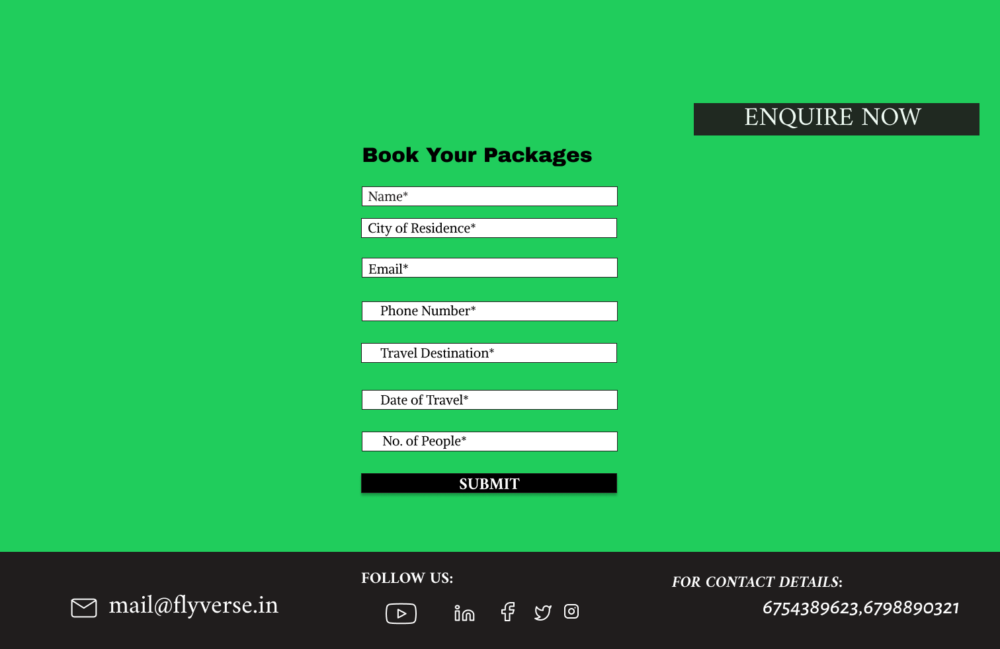 ENQUIRE NOW
Book Your Packages
Name*
City of Residence*
Email*
Phone Number*
Travel Destination*
Date of Travel*
No. of People*
SUBMIT
mail@flyverse.in
FOLLOW US:
FOR CONTACT DETAILS:
6754389623,6798890321